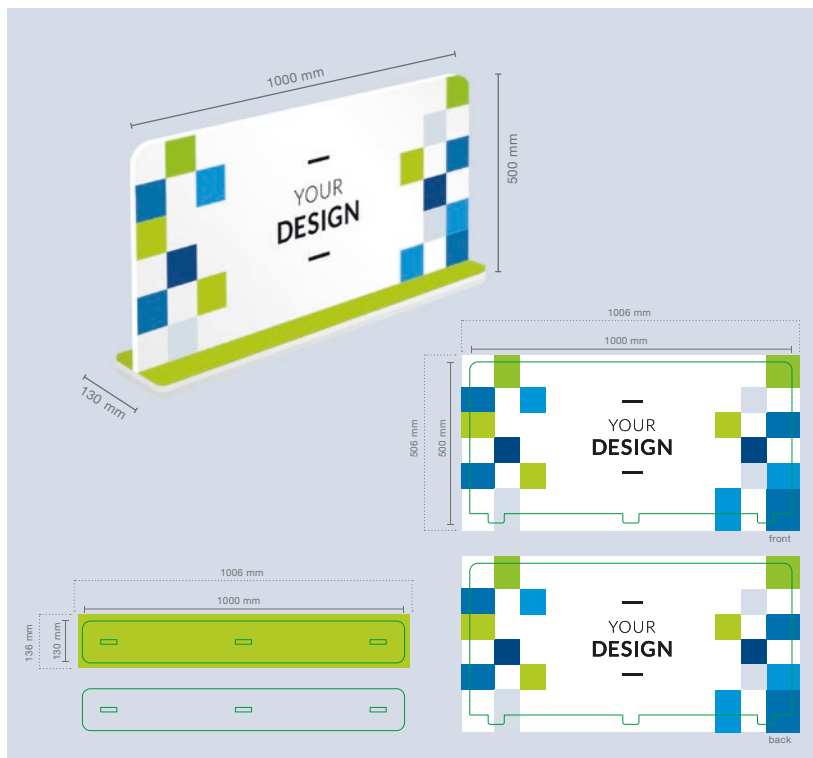 1000 mm
500 mm
YOUR
DESIGN
130 mm
1006 mm
1000 mm
506 mm
500 mm
YOUR
DESIGN
front
1006 mm
1000 mm
136 mm
130 mm
YOUR
DESIGN
back